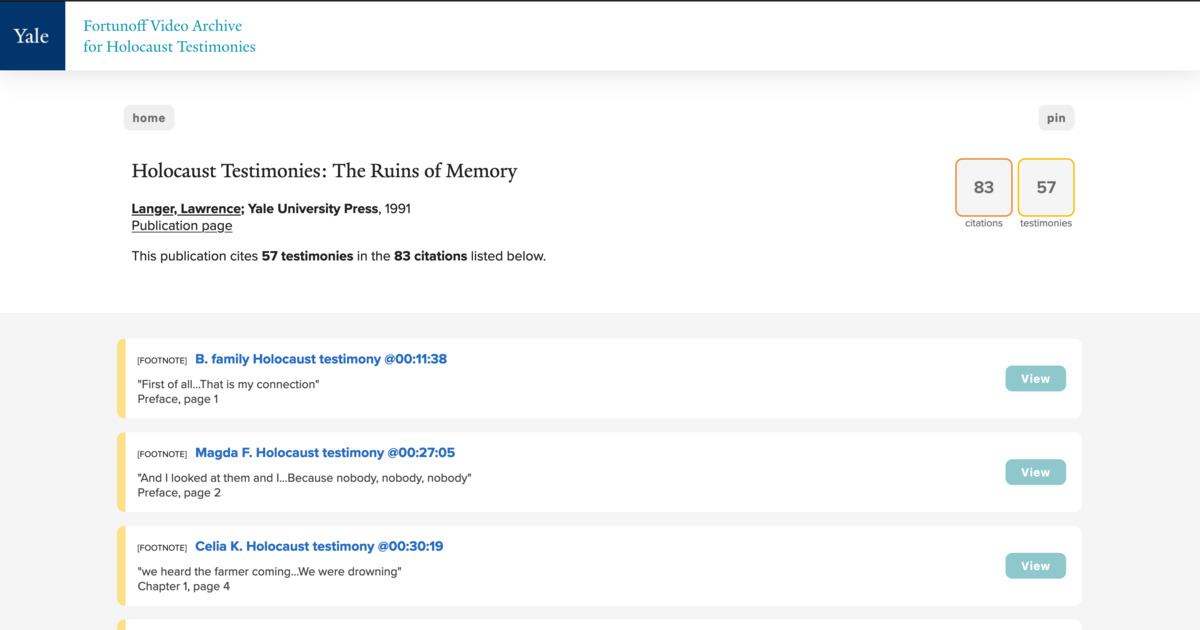 Yale
Fortunoff Video Archive
for Holocaust Testimonies
home
pin
Holocaust Testimonies: The Ruins of Memory
83
57
citations
testimonies
Langer, Lawrence; Yale University Press, 1991
Publication page
This publication cites 57 testimonies in the 83 citations listed below.
[FOOTNOTE] B. family Holocaust testimony @00:11:38
"First of all...That is my connection"
Preface, page 1
View
[FOOTNOTE] Magda F. Holocaust testimony @00:27:05
"And I looked at them and I...Because nobody, nobody, nobody"
Preface, page 2
View
[FOOTNOTE] Celia K. Holocaust testimony @00:30:19
"we heard the farmer coming...We were drowning"
Chapter 1, page 4
View